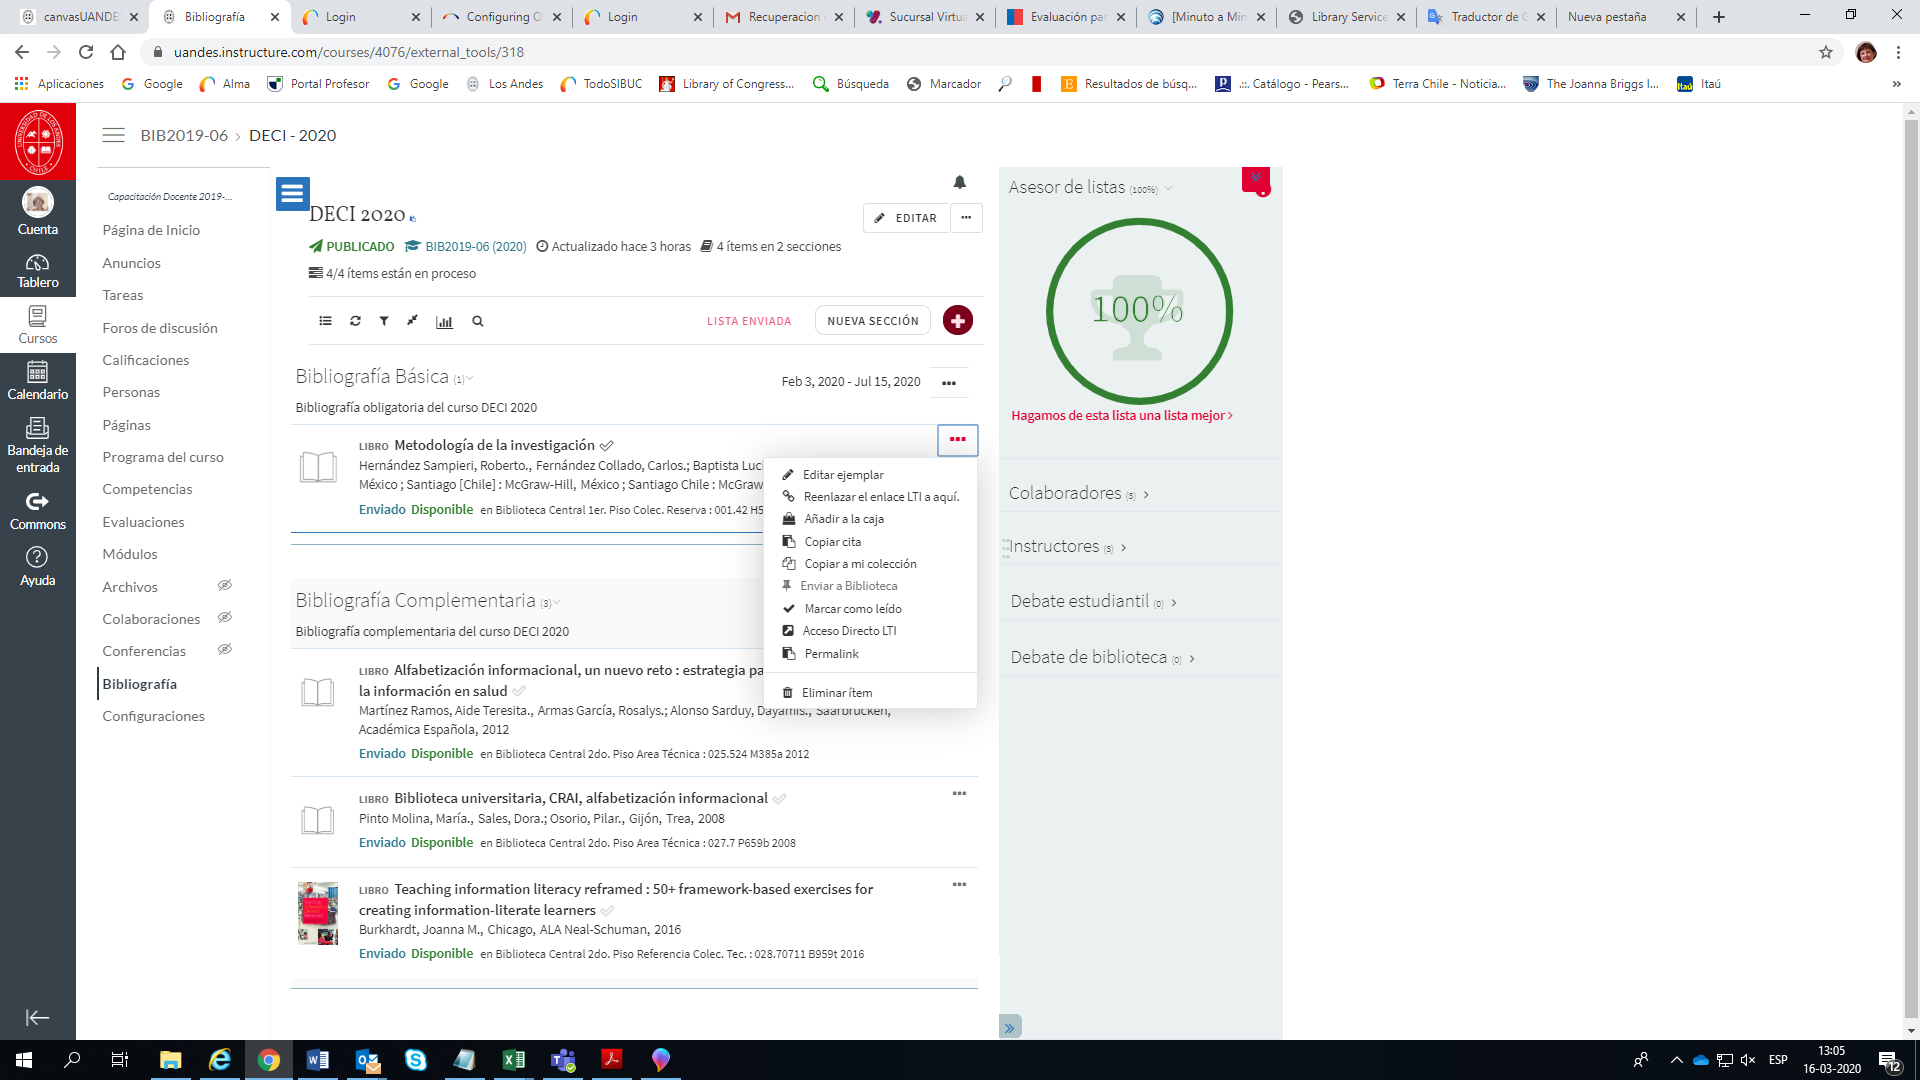 canvasUANDE
Bibliografía
Login
Configuring O
Login
Recuperacion
Sucursal Virtua
Evaluación pa
[Minuto a Min
Library Service
Traductor de G
Nueva pestaña
uandes.instructure.com/courses/4076/external_tools/318
Aplicaciones
Google
Alma
Portal Profesor
Google
Los Andes
TodoSIBUC
Library of Congress...
Búsqueda
Marcador
Resultados de búsq...
.:. Catálogo - Pears...
Terra Chile - Noticia...
The Joanna Briggs I...
Itaú
BIB2019-06 › DECI - 2020
Cuenta
Tablero
Cursos
Calendario
Bandeja de
entrada
Commons
Ayuda
Capacitación Docente 2019-...
Página de Inicio
Anuncios
Tareas
Foros de discusión
Calificaciones
Personas
Páginas
Programa del curso
Competencias
Evaluaciones
Módulos
Archivos
Colaboraciones
Conferencias
Bibliografía
Configuraciones
DECI 2020
EDITAR
PUBLICADO BIB2019-06 (2020) Actualizado hace 3 horas 4 ítems en 2 secciones
4/4 ítems están en proceso
LISTA ENVIADA
NUEVA SECCIÓN
Bibliografía Básica (1)
Feb 3, 2020 - Jul 15, 2020
Bibliografía obligatoria del curso DECI 2020
LIBRO Metodología de la investigación
Hernández Sampieri, Roberto., Fernández Collado, Carlos.; Baptista Luci
México ; Santiago [Chile] : McGraw-Hill, México ; Santiago Chile : McGraw
Enviado Disponible en Biblioteca Central 1er. Piso Colec. Reserva : 001.42 H5
Editar ejemplar
Reenlazar el enlace LTI a aquí.
Añadir a la caja
Copiar cita
Copiar a mi colección
Enviar a Biblioteca
Marcar como leído
Acceso Directo LTI
Permalink
Eliminar ítem
Bibliografía Complementaria (3)
Bibliografía complementaria del curso DECI 2020
LIBRO Alfabetización informacional, un nuevo reto : estrategia pa
la información en salud
Martínez Ramos, Aide Teresita., Armas García, Rosalys.; Alonso Sarduy, Dayamis., Saarbrucken,
Académica Española, 2012
Enviado Disponible en Biblioteca Central 2do. Piso Area Técnica : 025.524 M385a 2012
LIBRO Biblioteca universitaria, CRAI, alfabetización informacional
Pinto Molina, María., Sales, Dora.; Osorio, Pilar., Gijón, Trea, 2008
Enviado Disponible en Biblioteca Central 2do. Piso Area Técnica : 027.7 P659b 2008
LIBRO Teaching information literacy reframed : 50+ framework-based exercises for
creating information-literate learners
Burkhardt, Joanna M., Chicago, ALA Neal-Schuman, 2016
Enviado Disponible en Biblioteca Central 2do. Piso Referencia Colec. Tec. : 028.70711 B959t 2016
Asesor de listas (100%)
100%
Hagamos de esta lista una lista mejor
Colaboradores (3)
Instructores (3)
Debate estudiantil (0)
Debate de biblioteca (0)
ESP
13:05
16-03-2020
12